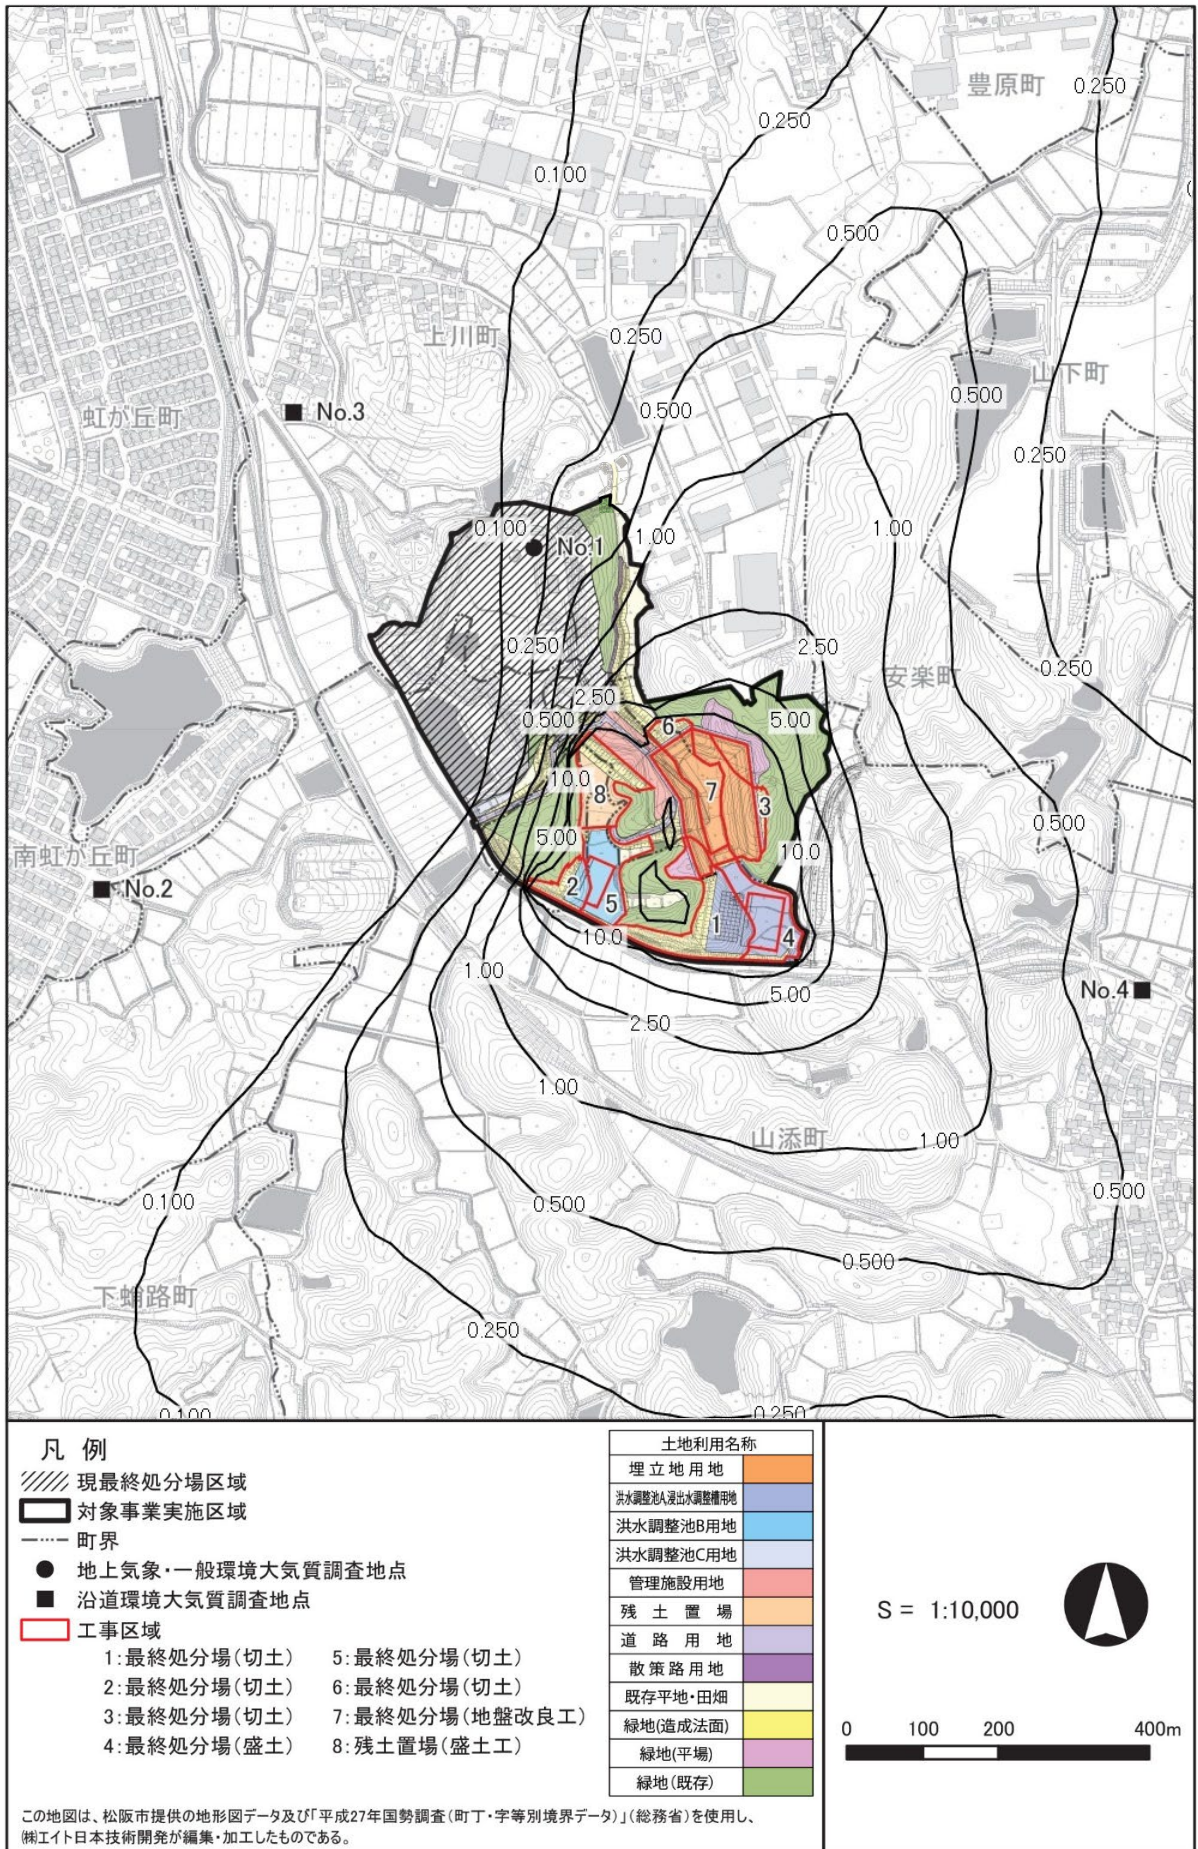 豊原町
0.250
0.250
0.100
0.500
上川町
0.250
山下町
0.500
0.500
No.3
虹が丘町
0.250
0.100
No.1
1.00
1.00
0.250
2.50
0.250
安楽町
2.50
0.500
5.00
6
10.0
8
7
3
0.500
5.00
10.0
南虹が丘町
No.2
2
5
1
4
10.0
1.00
5.00
No.4
2.50
1.00
山添町
1.00
0.100
0.500
0.500
0.500
下蛸路町
0.250
0.100
0.250
凡 例
現最終処分場区域
対象事業実施区域
町界
地上気象・一般環境大気質調査地点
沿道環境大気質調査地点
工事区域
1:最終処分場(切土) 5:最終処分場(切土)
2:最終処分場(切土) 6:最終処分場(切土)
3:最終処分場(切土) 7:最終処分場(地盤改良工)
4:最終処分場(盛土) 8:残土置場(盛土工)
土地利用名称
埋立地用地
洪水調整池A,浸出水調整槽用地
洪水調整池B用地
洪水調整池C用地
管理施設用地
残土置場
道路用地
散策路用地
既存平地・田畑
緑地(造成法面)
緑地(平場)
緑地(既存)
S = 1:10,000
0 100 200 400m
この地図は、松阪市提供の地形図データ及び「平成27年国勢調査(町丁・字等別境界データ)」(総務省)を使用し、
㈱エイト日本技術開発が編集・加工したものである。